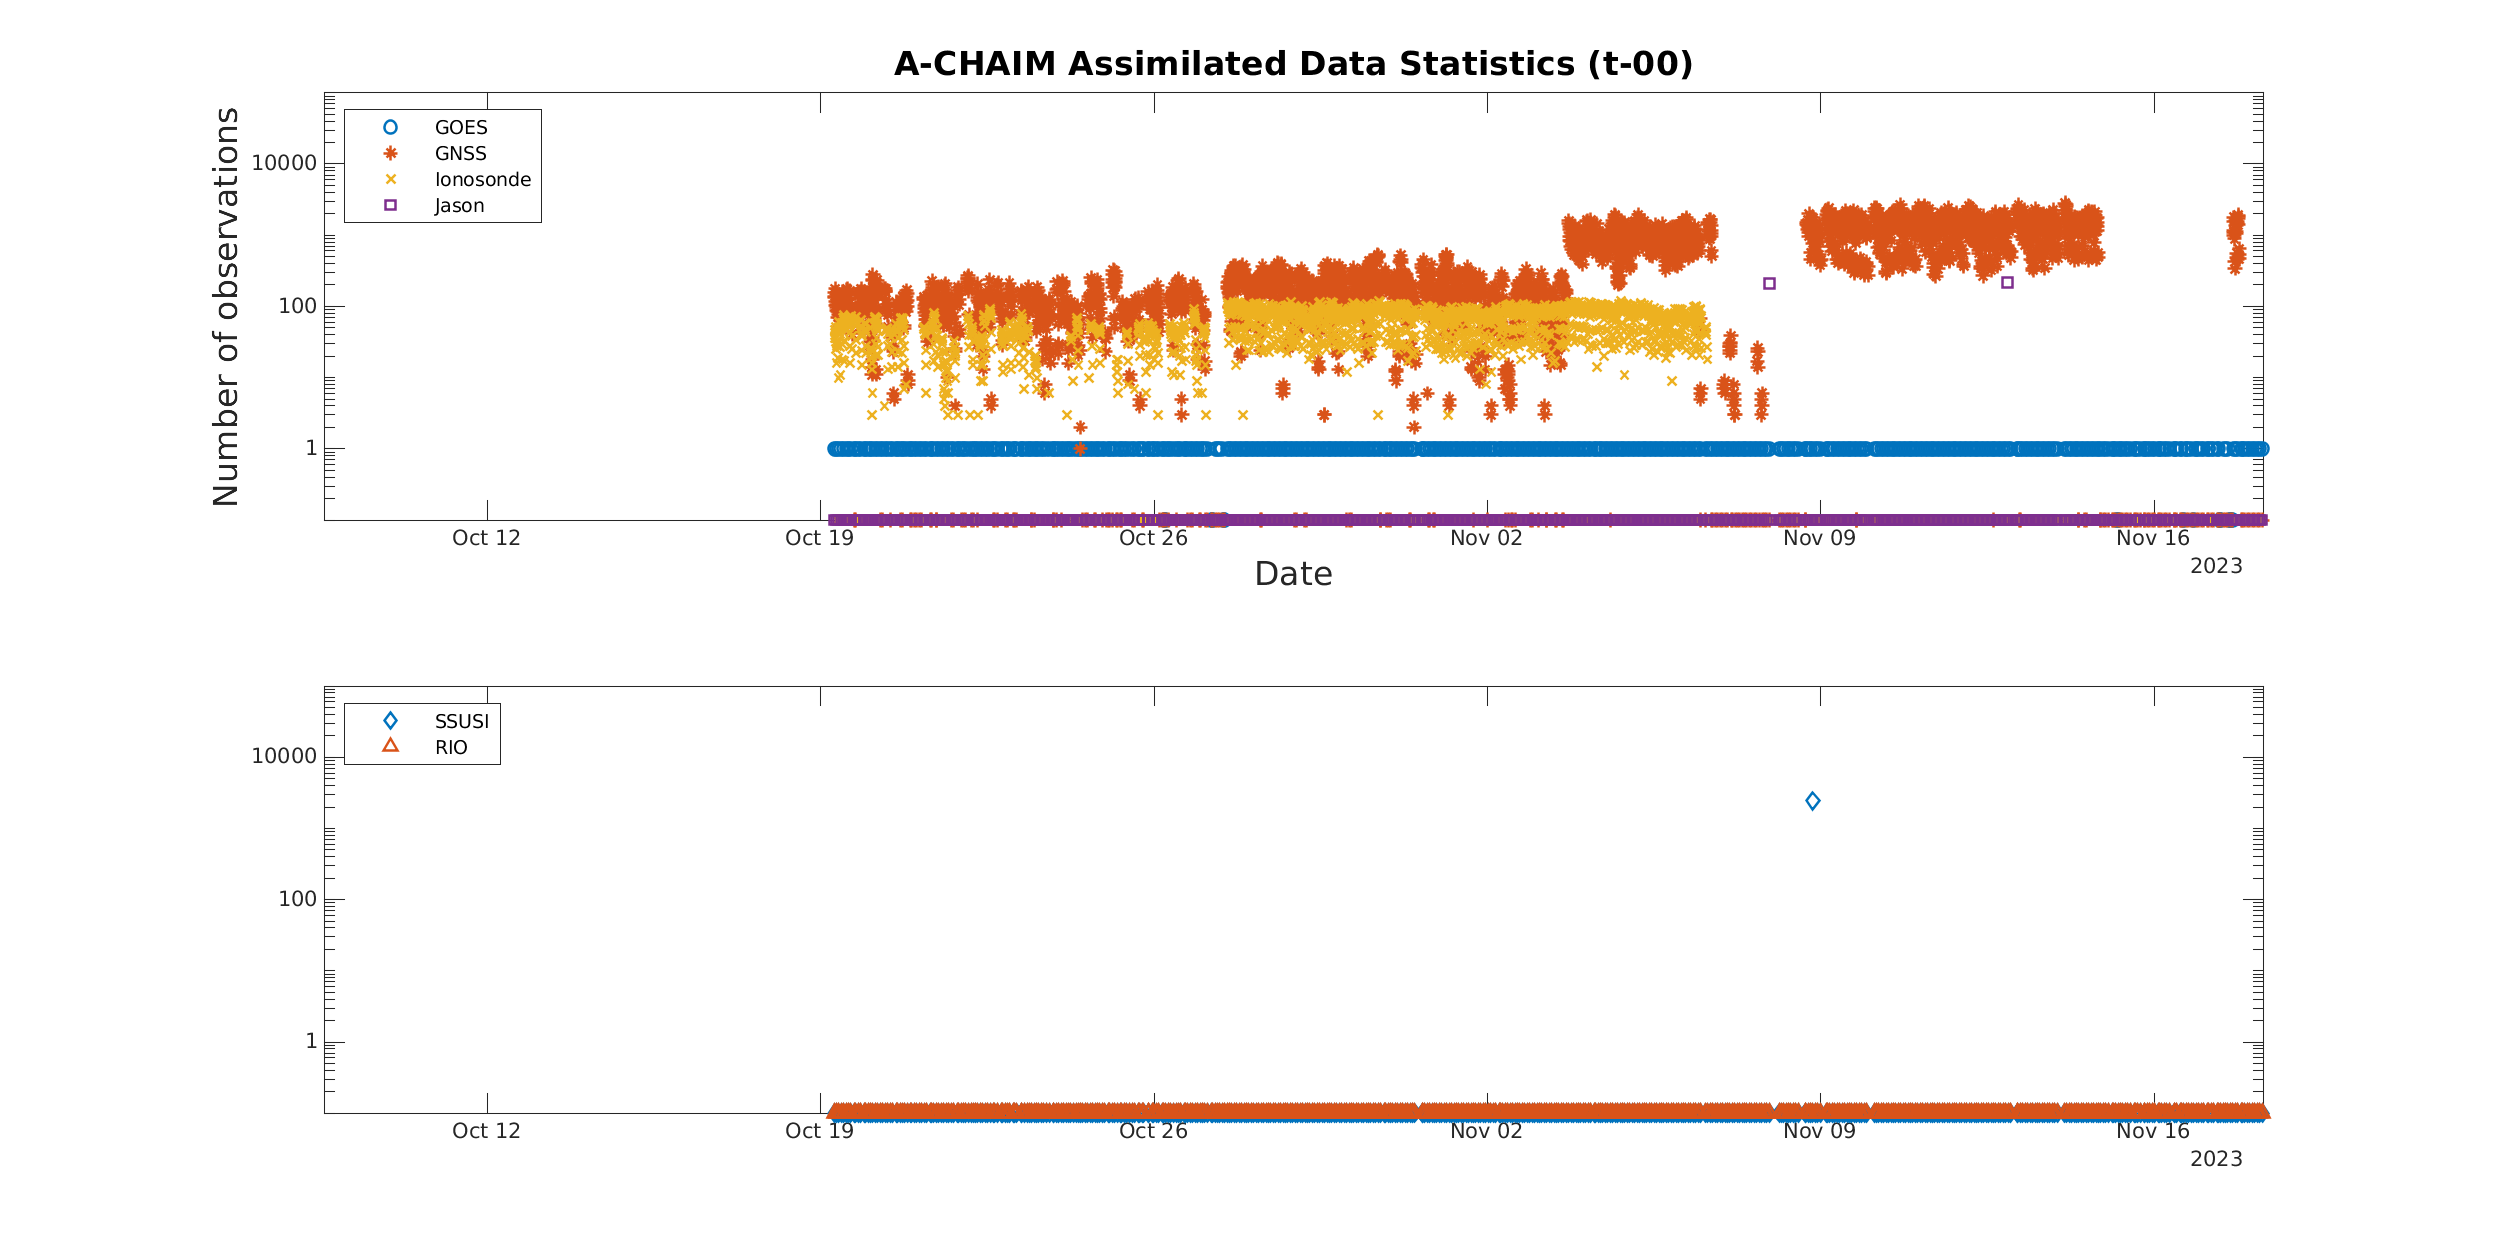 A-CHAIM Assimilated Data Statistics (t-00)
Number of observations
GOES
GNSS
Ionosonde
Jason
10000
100
1
Oct 12
Oct 19
Oct 26
Nov 02
Nov 09
Nov 16
2023
Date
SSUSI
RIO
10000
100
1
Oct 12
Oct 19
Oct 26
Nov 02
Nov 09
Nov 16
2023